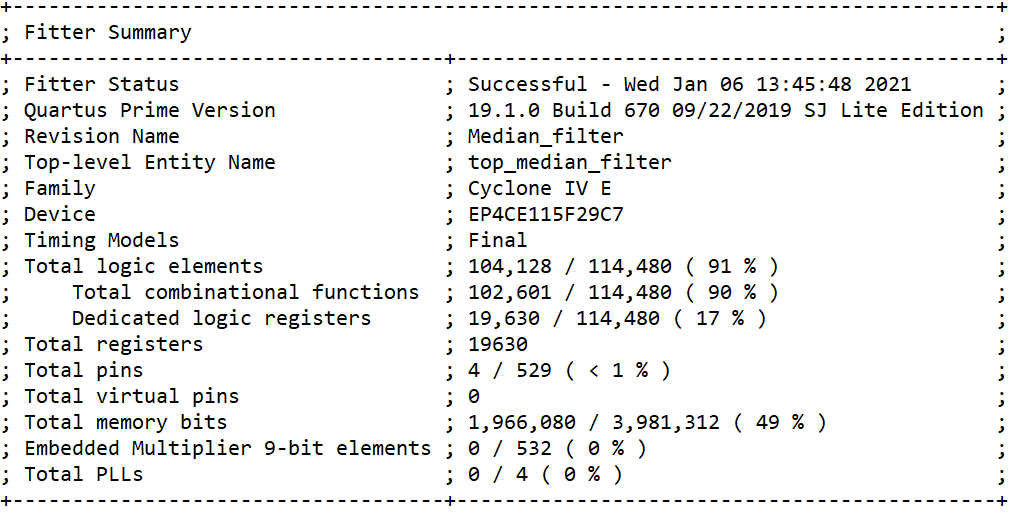 +----------------------------------------------------------------------------------+
; Fitter Summary                                                                   ;
+------------------------------------+---------------------------------------------+
; Fitter Status                      ; Successful - Wed Jan 06 13:45:48 2021       ;
; Quartus Prime Version              ; 19.1.0 Build 670 09/22/2019 SJ Lite Edition ;
; Revision Name                      ; Median_filter                               ;
; Top-level Entity Name              ; top_median_filter                           ;
; Family                             ; Cyclone IV E                                ;
; Device                             ; EP4CE115F29C7                               ;
; Timing Models                      ; Final                                       ;
; Total logic elements               ; 104,128 / 114,480 ( 91 % )                  ;
;     Total combinational functions  ; 102,601 / 114,480 ( 90 % )                  ;
;     Dedicated logic registers      ; 19,630 / 114,480 ( 17 % )                   ;
; Total registers                    ; 19630                                       ;
; Total pins                         ; 4 / 529 ( < 1 % )                           ;
; Total virtual pins                 ; 0                                           ;
; Total memory bits                  ; 1,966,080 / 3,981,312 ( 49 % )              ;
; Embedded Multiplier 9-bit elements ; 0 / 532 ( 0 % )                             ;
; Total PLLs                         ; 0 / 4 ( 0 % )                               ;
+------------------------------------+---------------------------------------------+